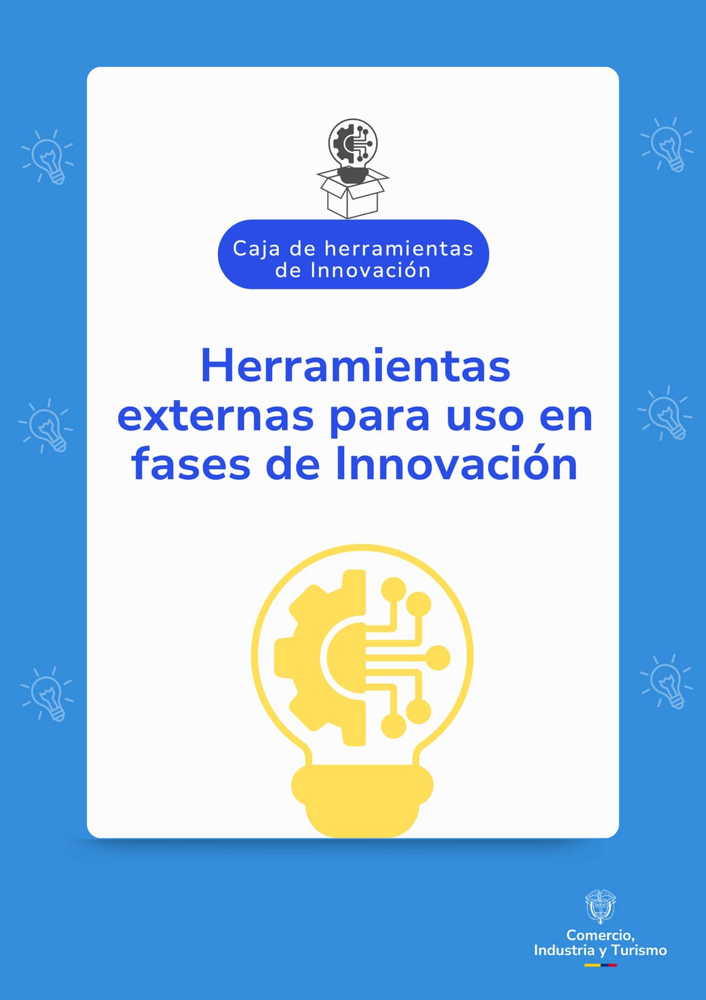 Caja de herramientas
de Innovación
Herramientas
externas para uso en
fases de Innovación
Comercio,
Industria y Turismo